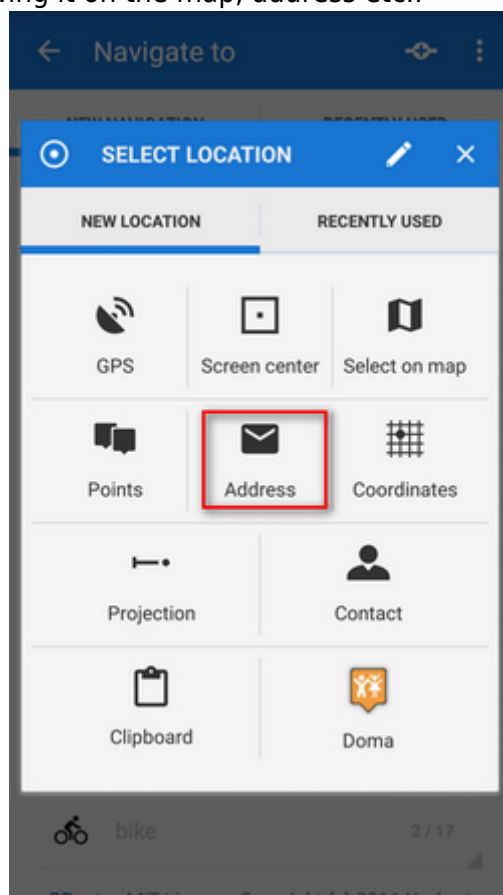 Navigate to
SELECT LOCATION
NEW LOCATION RECENTLY USED
GPS Screen center Select on map
Points Address Coordinates
Projection Contact
Clipboard Doma
bike 2 / 17